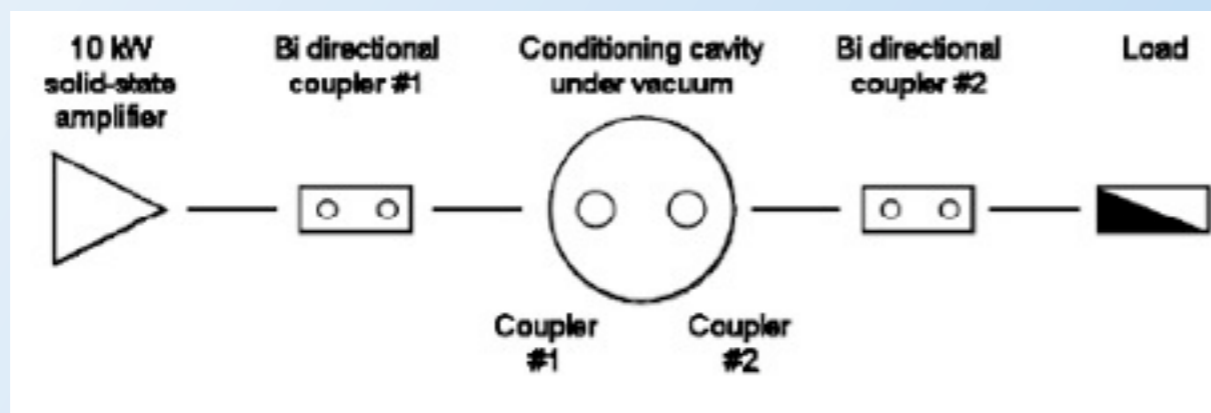 10 kW
solid-state
amplifier
Bi directional
coupler #1
Conditioning cavity
under vacuum
Bi directional
coupler #2
Load
Coupler
#1
Coupler
#2